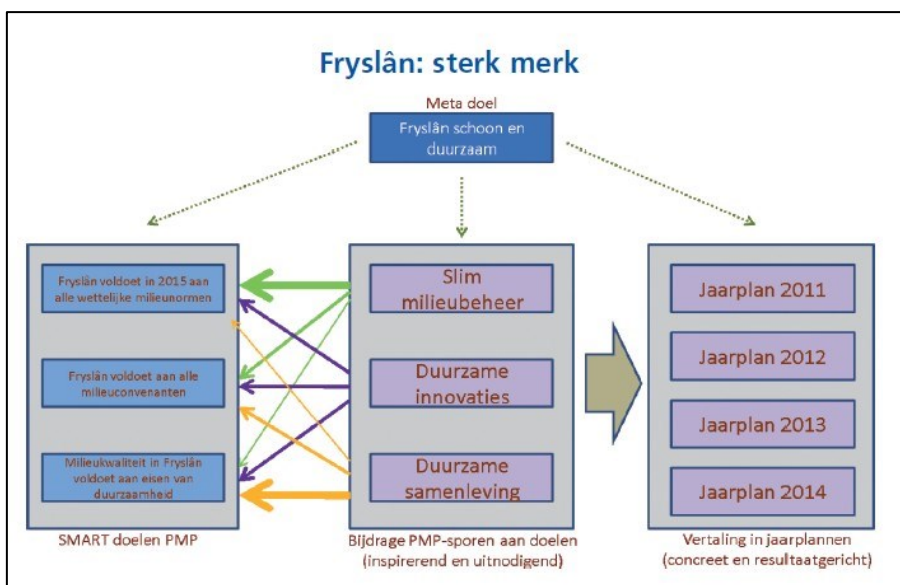 Fryslân: sterk merk
Meta doel
Fryslân schoon en
duurzaam
Fryslân voldoet in 2015 aan
alle wettelijke milieunormen
Fryslân voldoet aan alle
milieuconvenanten
Milieukwaliteit in Fryslân
voldoet aan eisen van
duurzaamheid
SMART doelen PMP
Slim
milieubeheer
Duurzame
innovaties
Duurzame
samenleving
Bijdrage PMP-sporen aan doelen
(inspirerend en uitnodigend)
Jaarplan 2011
Jaarplan 2012
Jaarplan 2013
Jaarplan 2014
Vertaling in jaarplannen
(concreet en resultaatgericht)